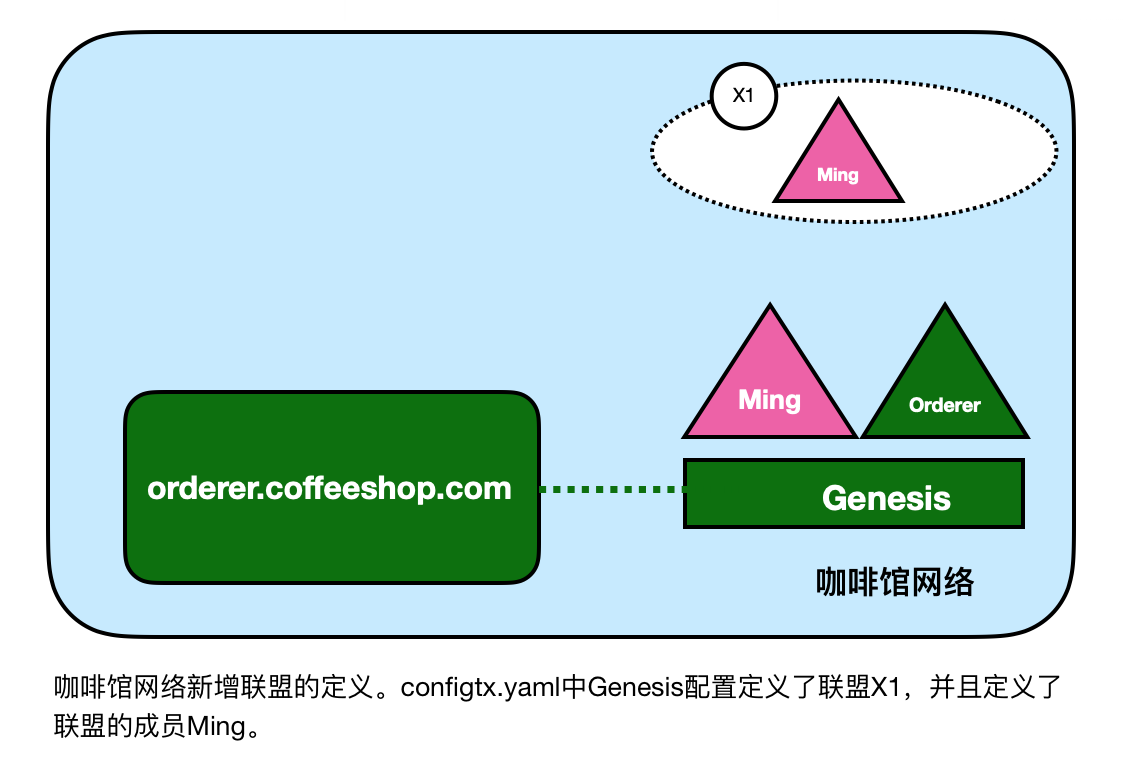 X1
Ming
Ming
Orderer
orderer.coffeeshop.com
Genesis
咖啡馆网络
咖啡馆网络新增联盟的定义。configtx.yaml中Genesis配置定义了联盟X1，并且定义了
联盟的成员Ming。